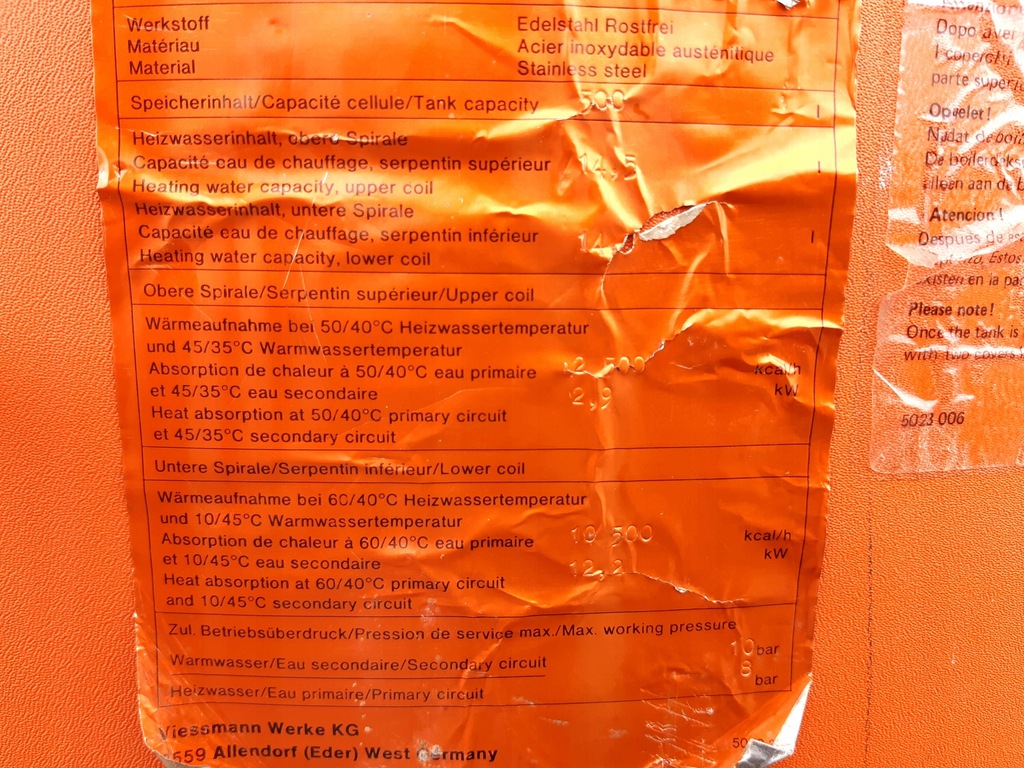 Werkstoff Edelstahl Rostfrei
Matériau Acier inoxydable austénitique
Material Stainless steel
Speicherinhalt/Capacité cellule/Tank capacity 500 l
Heizwasserinhalt, obere Spirale
Capacité eau de chauffage, serpentin supérieur 14,5 l
Heating water capacity, upper coil
Heizwasserinhalt, untere Spirale
Capacité eau de chauffage, serpentin inférieur l
Heating water capacity, lower coil
Obere Spirale/Serpentin supérieur/Upper coil
Wärmeaufnahme bei 50/40°C Heizwassertemperatur
und 45/35°C Warmwassertemperatur
Absorption de chaleur à 50/40°C eau primaire 2 500 kcal/h
et 45/35°C eau secondaire 2,9 kW
Heat absorption at 50/40°C primary circuit
et 45/35°C secondary circuit
Untere Spirale/Serpentin inférieur/Lower coil
Wärmeaufnahme bei 60/40°C Heizwassertemperatur
und 10/45°C Warmwassertemperatur
Absorption de chaleur à 60/40°C eau primaire 10 500 kcal/h
et 10/45°C eau secondaire 12,2 kW
Heat absorption at 60/40°C primary circuit
and 10/45°C secondary circuit
Zul. Betriebsüberdruck/Pression de service max./Max. working pressure
Warmwasser/Eau secondaire/Secondary circuit 10 bar
Heizwasser/Eau primaire/Primary circuit 8 bar
Viessmann Werke KG
Allendorf (Eder) West Germany
Dopo aver
parte
Opgelet!
Nadat de
De
alleen aan de
Atencion!
Despues de
Estos
existen en la
Please note!
Once the tank is
with two covers
5023 006